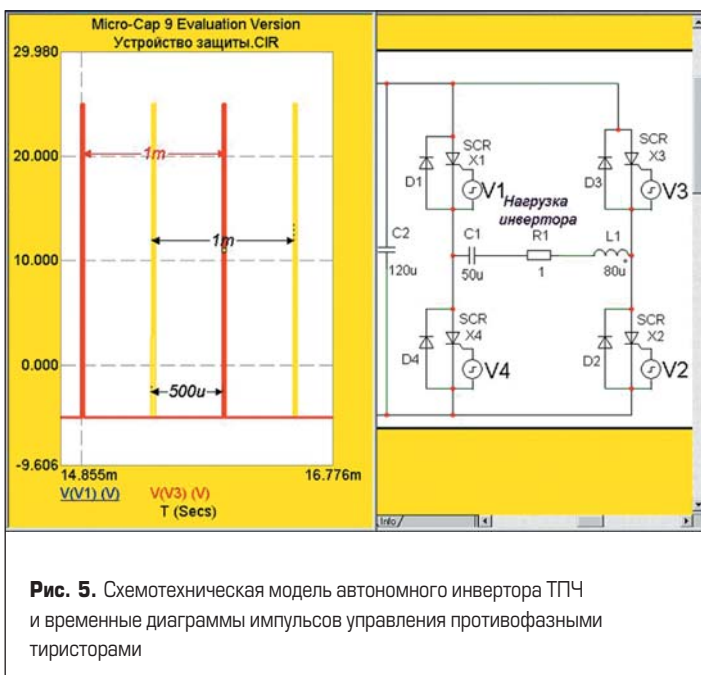 Micro-Cap 9 Evaluation Version
Устройство защиты.CIR
29.980
20.000
10.000
0.000
-9.606
1m
1m
500u
14.855m
16.776m
V(V1) (V)
V(V3) (V)
T (Secs)
SCR
X1
D1
V1
SCR
X3
D3
V3
Нагрузка
инвертора
C2
120u
C1
50u
R1
1
L1
80u
SCR
X4
D4
V4
SCR
X2
D2
V2
Info
Рис. 5. Схемотехническая модель автономного инвертора ТПЧ
и временные диаграммы импульсов управления противофазными
тиристорами